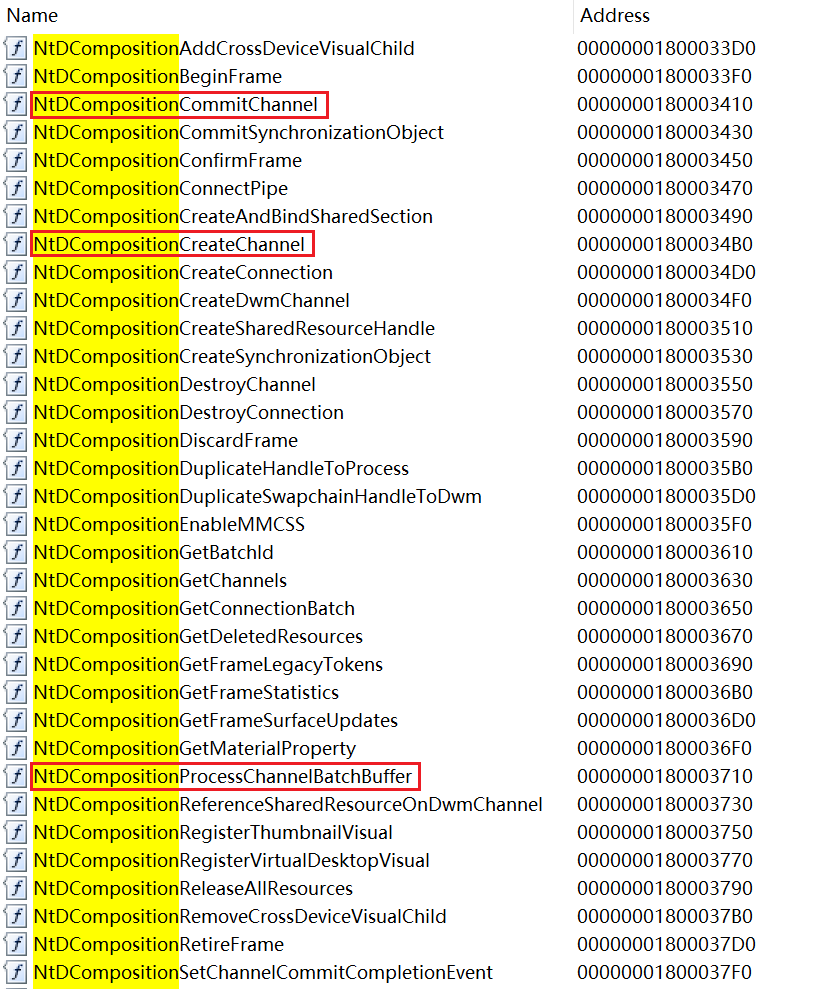 Name Address
NtDCompositionAddCrossDeviceVisualChild 00000001800033D0
NtDCompositionBeginFrame 00000001800033F0
NtDCompositionCommitChannel 0000000180003410
NtDCompositionCommitSynchronizationObject 0000000180003430
NtDCompositionConfirmFrame 0000000180003450
NtDCompositionConnectPipe 0000000180003470
NtDCompositionCreateAndBindSharedSection 0000000180003490
NtDCompositionCreateChannel 00000001800034B0
NtDCompositionCreateConnection 00000001800034D0
NtDCompositionCreateDwmChannel 00000001800034F0
NtDCompositionCreateSharedResourceHandle 0000000180003510
NtDCompositionCreateSynchronizationObject 0000000180003530
NtDCompositionDestroyChannel 0000000180003550
NtDCompositionDestroyConnection 0000000180003570
NtDCompositionDiscardFrame 0000000180003590
NtDCompositionDuplicateHandleToProcess 00000001800035B0
NtDCompositionDuplicateSwapchainHandleToDwm 00000001800035D0
NtDCompositionEnableMMCSS 00000001800035F0
NtDCompositionGetBatchId 0000000180003610
NtDCompositionGetChannels 0000000180003630
NtDCompositionGetConnectionBatch 0000000180003650
NtDCompositionGetDeletedResources 0000000180003670
NtDCompositionGetFrameLegacyTokens 0000000180003690
NtDCompositionGetFrameStatistics 00000001800036B0
NtDCompositionGetFrameSurfaceUpdates 00000001800036D0
NtDCompositionGetMaterialProperty 00000001800036F0
NtDCompositionProcessChannelBatchBuffer 0000000180003710
NtDCompositionReferenceSharedResourceOnDwmChannel 0000000180003730
NtDCompositionRegisterThumbnailVisual 0000000180003750
NtDCompositionRegisterVirtualDesktopVisual 0000000180003770
NtDCompositionReleaseAllResources 0000000180003790
NtDCompositionRemoveCrossDeviceVisualChild 00000001800037B0
NtDCompositionRetireFrame 00000001800037D0
NtDCompositionSetChannelCommitCompletionEvent 00000001800037F0